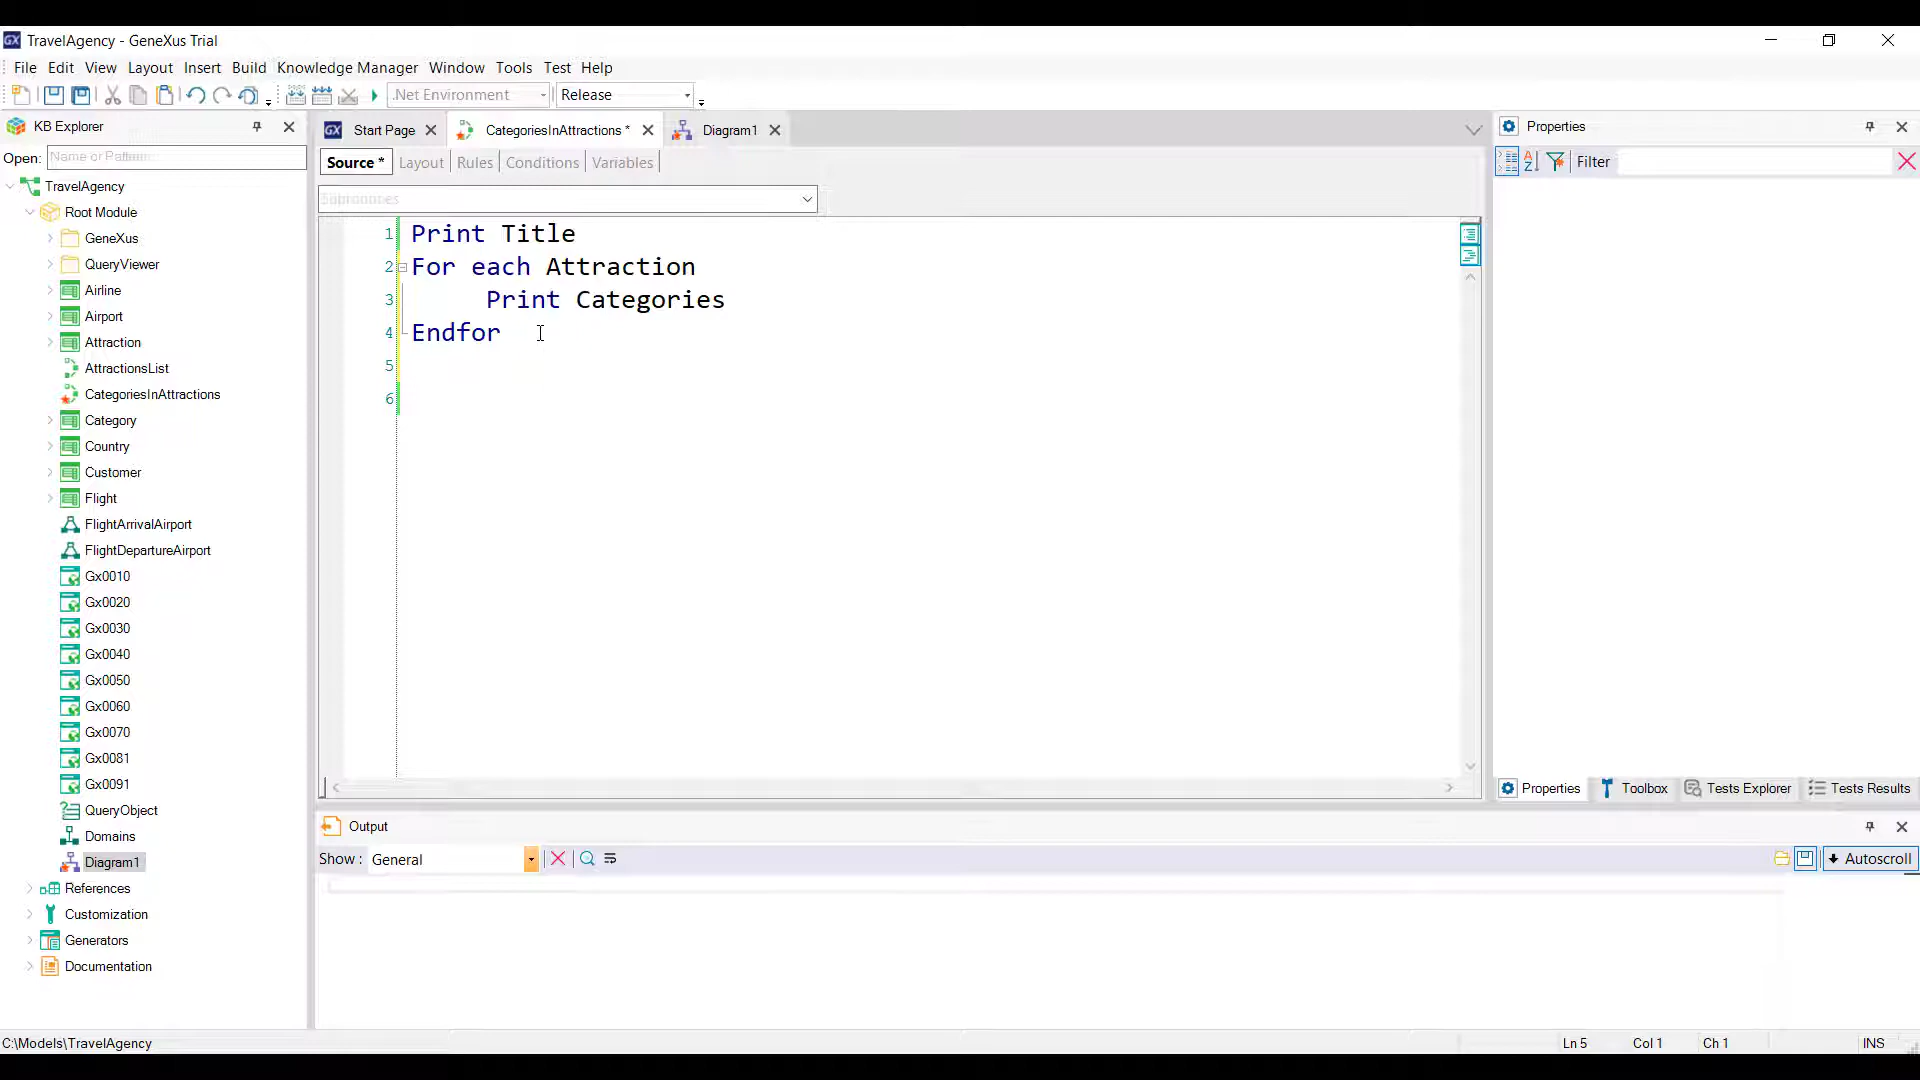 TravelAgency - GeneXus Trial
File Edit View Layout Insert Build Knowledge Manager Window Tools Test Help
.Net Environment Release
KB Explorer
Open: Name or Pattern
TravelAgency
Root Module
GeneXus
QueryViewer
Airline
Airport
Attraction
AttractionsList
CategoriesInAttractions
Category
Country
Customer
Flight
FlightArrivalAirport
FlightDepartureAirport
Gx0010
Gx0020
Gx0030
Gx0040
Gx0050
Gx0060
Gx0070
Gx0081
Gx0091
QueryObject
Domains
Diagram1
References
Customization
Generators
Documentation
Start Page CategoriesInAttractions * Diagram1
Source * Layout Rules Conditions Variables
Subroutines
1 Print Title
2 For each Attraction
3 Print Categories
4 Endfor
5
6
Properties
Filter
Properties Toolbox Tests Explorer Tests Results
Output
Show : General
Autoscroll
C:\Models\TravelAgency Ln 5 Col 1 Ch 1 INS